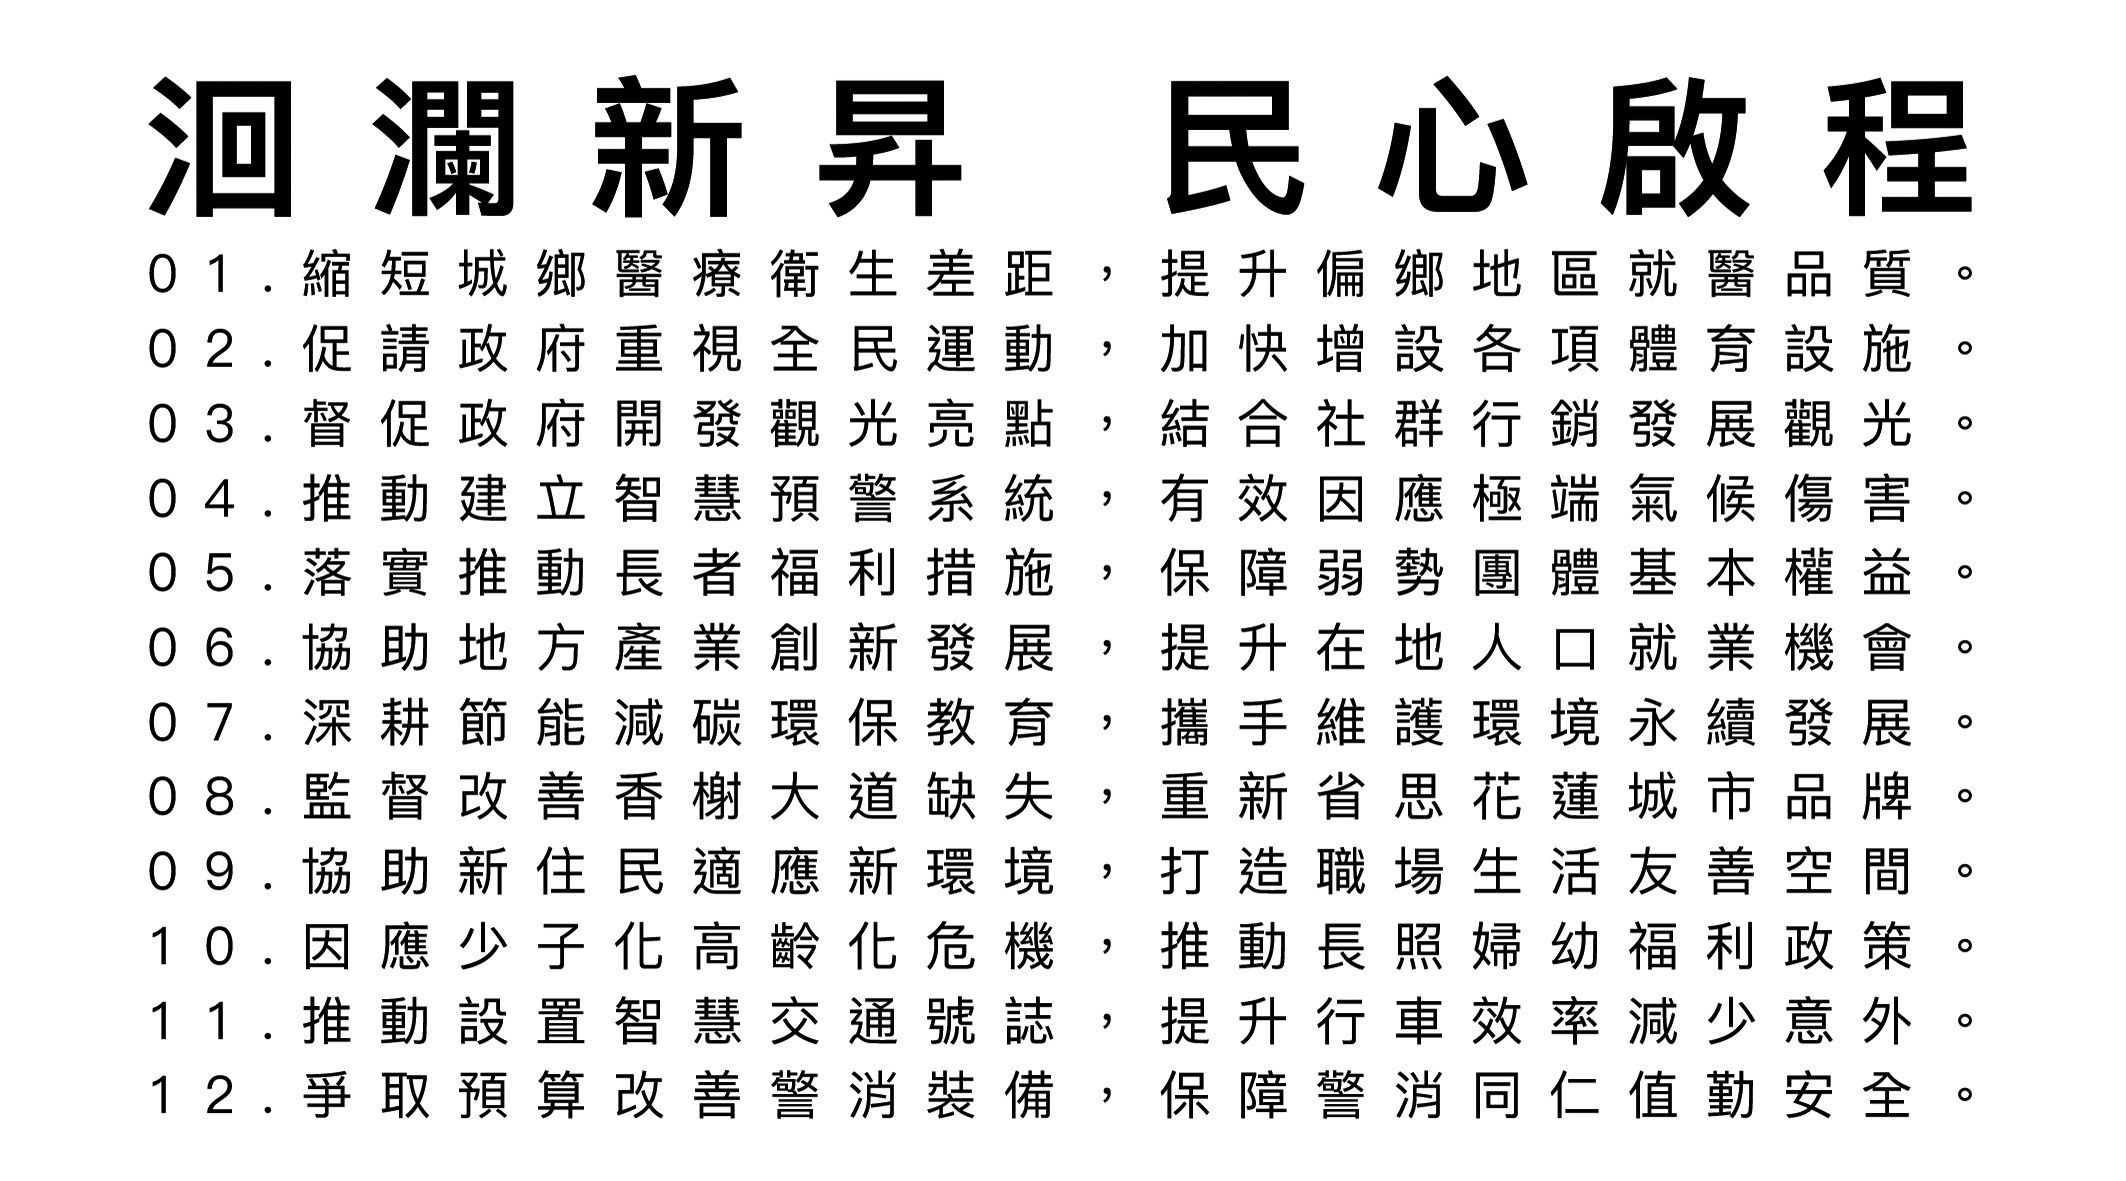 洄瀾新昇　民心啟程
01.縮短城鄉醫療衛生差距，提升偏鄉地區就醫品質。
02.促請政府重視全民運動，加快增設各項體育設施。
03.督促政府開發觀光亮點，結合社群行銷發展觀光。
04.推動建立智慧預警系統，有效因應極端氣候傷害。
05.落實推動長者福利措施，保障弱勢團體基本權益。
06.協助地方產業創新發展，提升在地人口就業機會。
07.深耕節能減碳環保教育，攜手維護環境永續發展。
08.監督改善香榭大道缺失，重新省思花蓮城市品牌。
09.協助新住民適應新環境，打造職場生活友善空間。
10.因應少子化高齡化危機，推動長照婦幼福利政策。
11.推動設置智慧交通號誌，提升行車效率減少意外。
12.爭取預算改善警消裝備，保障警消同仁值勤安全。